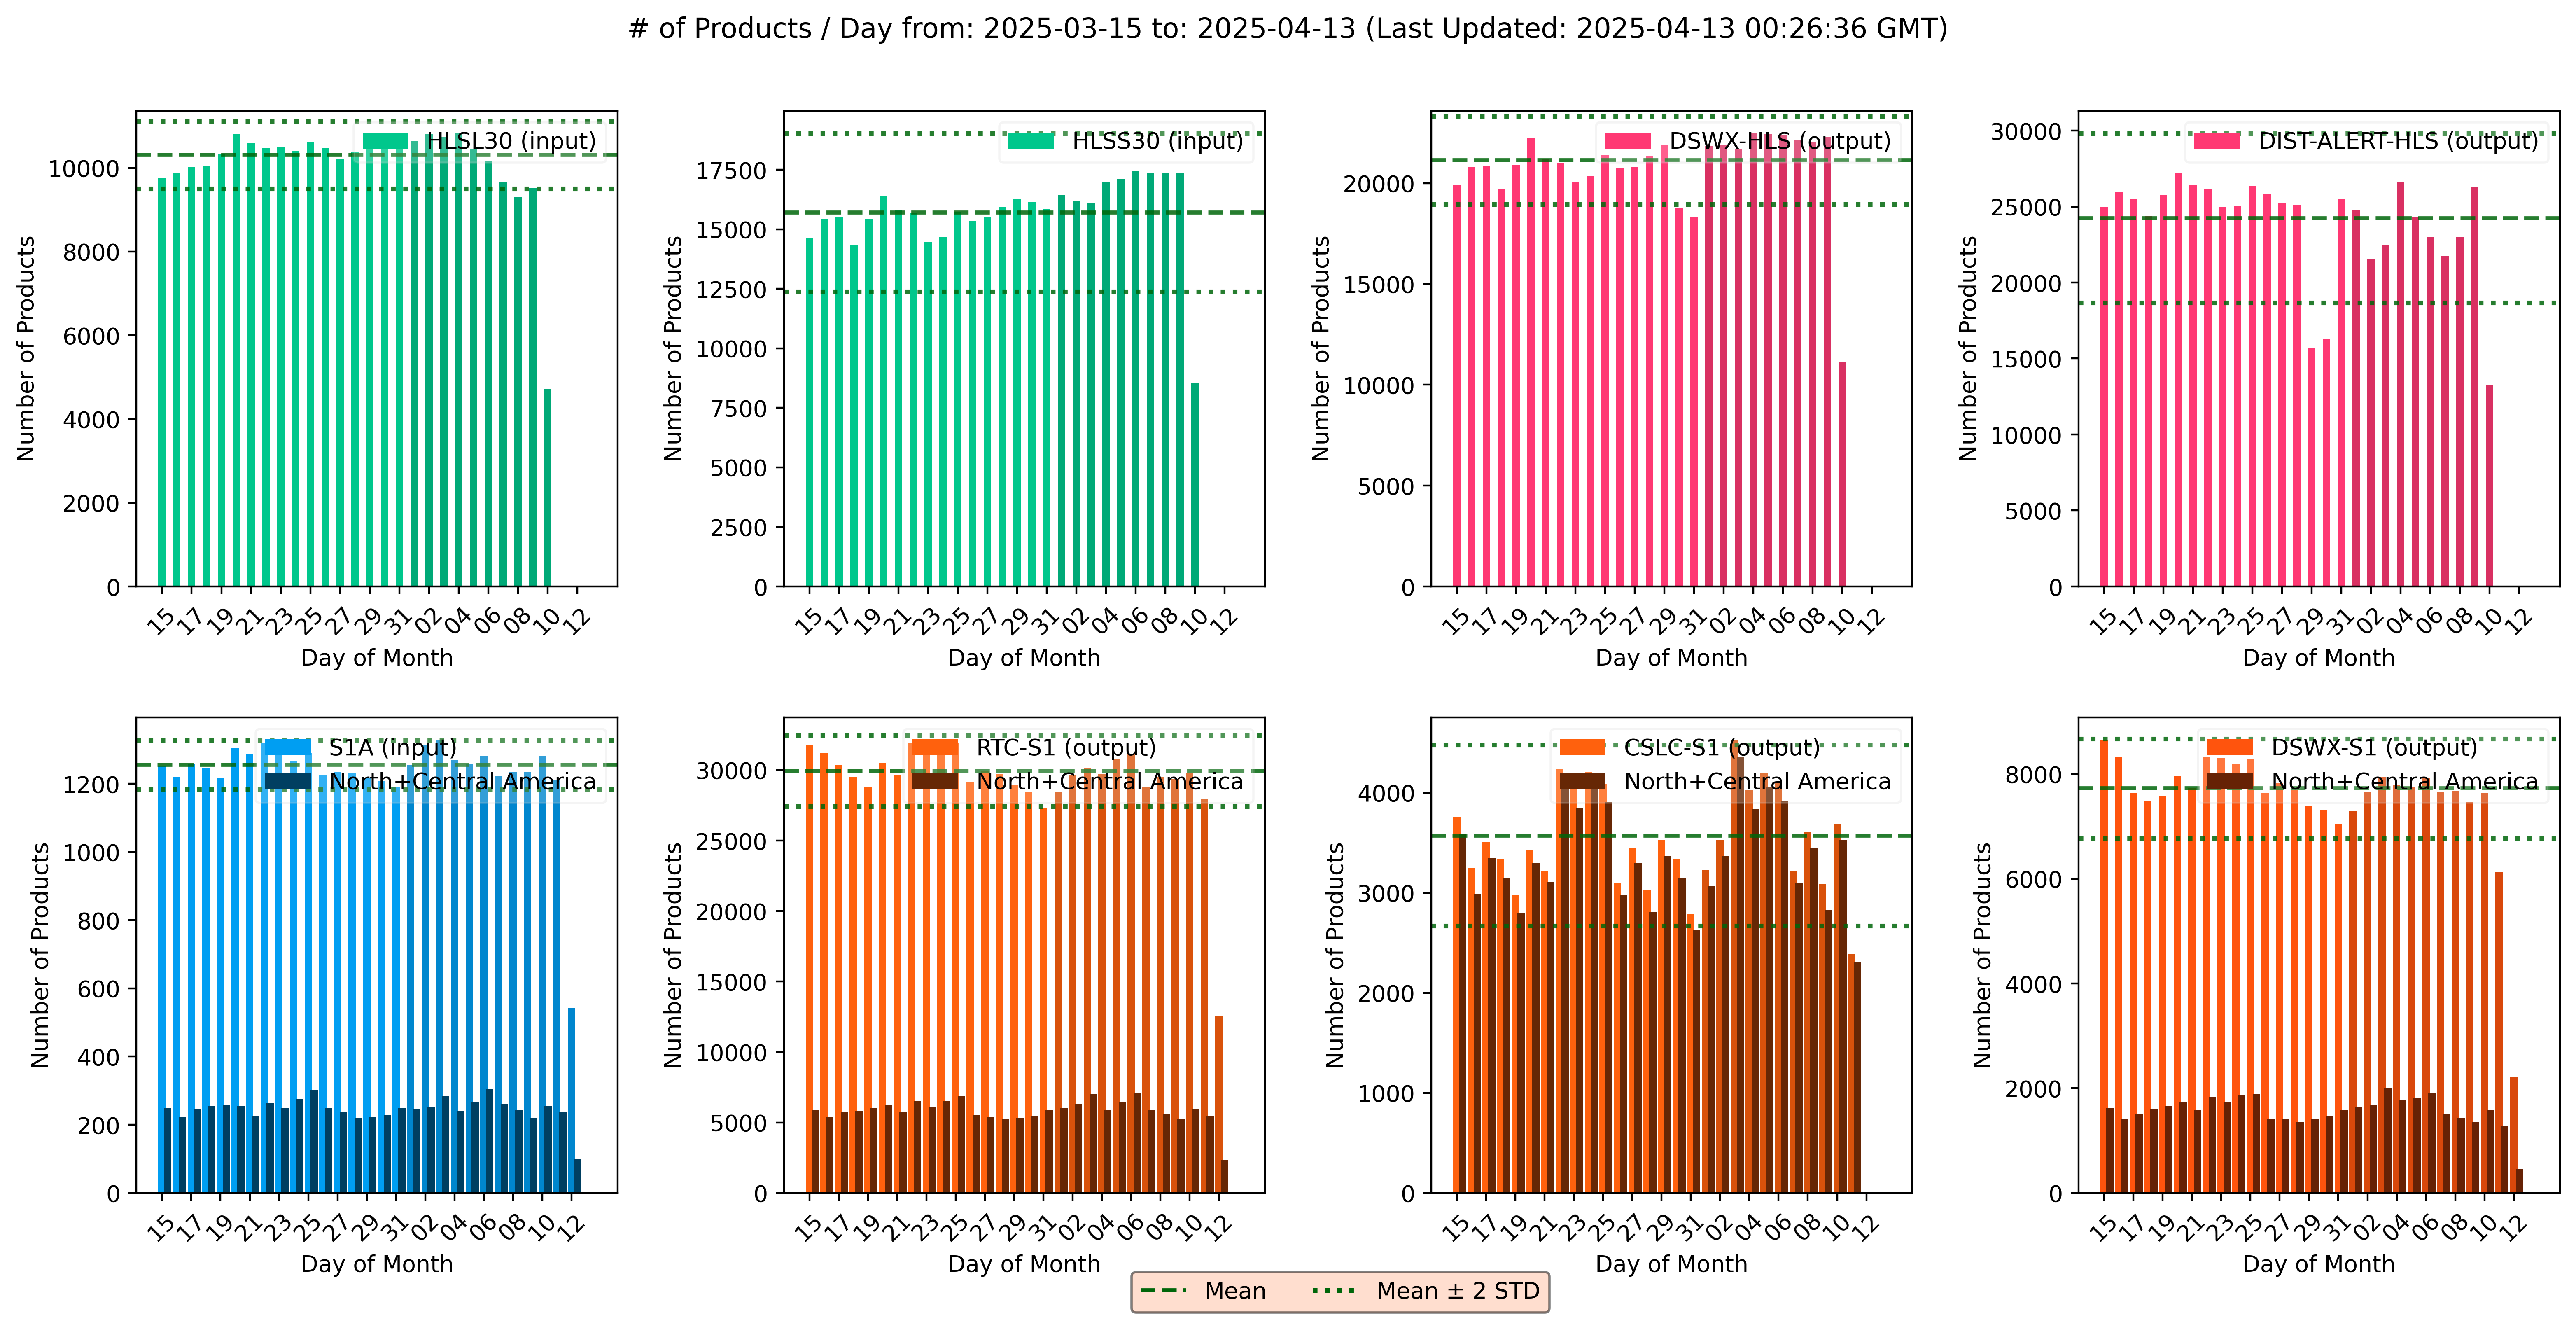 # of Products / Day from: 2025-03-15 to: 2025-04-13 (Last Updated: 2025-04-13 00:26:36 GMT)
HLSL30 (input)
Number of Products
10000
8000
6000
4000
2000
0
15 17 19 21 23 25 27 29 31 02 04 06 08 10 12
Day of Month
HLSS30 (input)
Number of Products
17500
15000
12500
10000
7500
5000
2500
0
15 17 19 21 23 25 27 29 31 02 04 06 08 10 12
Day of Month
DSWX-HLS (output)
Number of Products
20000
15000
10000
5000
0
15 17 19 21 23 25 27 29 31 02 04 06 08 10 12
Day of Month
DIST-ALERT-HLS (output)
Number of Products
30000
25000
20000
15000
10000
5000
0
15 17 19 21 23 25 27 29 31 02 04 06 08 10 12
Day of Month
S1A (input)
North+Central America
Number of Products
1200
1000
800
600
400
200
0
15 17 19 21 23 25 27 29 31 02 04 06 08 10 12
Day of Month
RTC-S1 (output)
North+Central America
Number of Products
30000
25000
20000
15000
10000
5000
0
15 17 19 21 23 25 27 29 31 02 04 06 08 10 12
Day of Month
CSLC-S1 (output)
North+Central America
Number of Products
4000
3000
2000
1000
0
15 17 19 21 23 25 27 29 31 02 04 06 08 10 12
Day of Month
DSWX-S1 (output)
North+Central America
Number of Products
8000
6000
4000
2000
0
15 17 19 21 23 25 27 29 31 02 04 06 08 10 12
Day of Month
Mean
Mean ± 2 STD